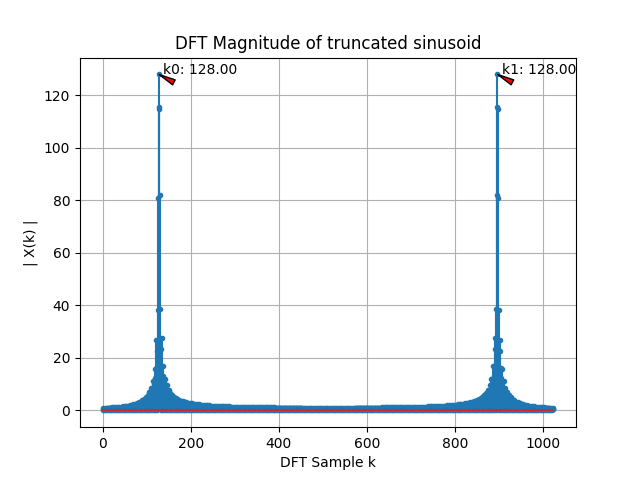 DFT Magnitude of truncated sinusoid
k0: 128.00
k1: 128.00
120
100
80
60
40
20
0
| X(k) |
0 200 400 600 800 1000
DFT Sample k